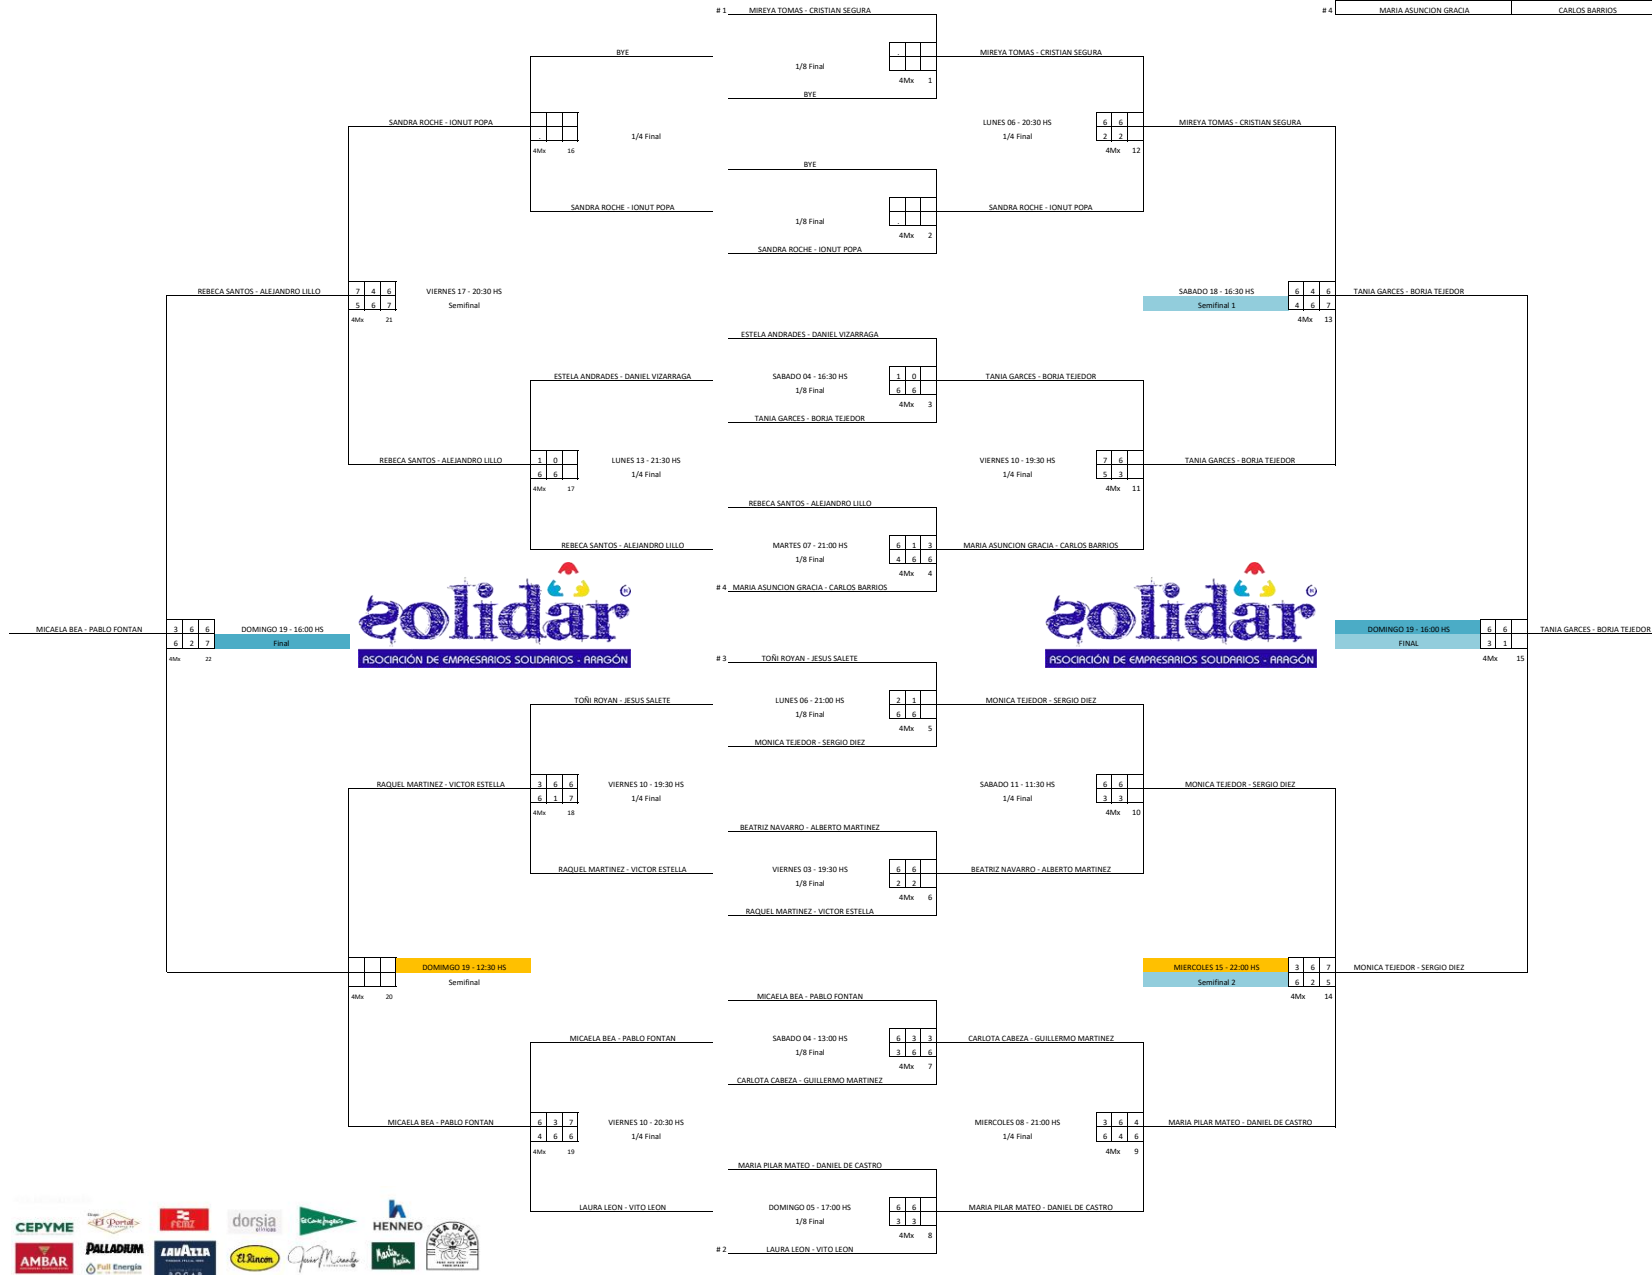 # 1 MIREYA TOMAS - CRISTIAN SEGURA
# 4 MARIA ASUNCION GRACIA CARLOS BARRIOS
BYE
.
MIREYA TOMAS - CRISTIAN SEGURA
1/8 Final
4Mx 1
BYE
SANDRA ROCHE - IONUT POPA
.
1/4 Final
4Mx 16
LUNES 06 - 20:30 HS
6 6
MIREYA TOMAS - CRISTIAN SEGURA
1/4 Final
2 2
4Mx 12
BYE
SANDRA ROCHE - IONUT POPA
1/8 Final
.
SANDRA ROCHE - IONUT POPA
4Mx 2
SANDRA ROCHE - IONUT POPA
REBECA SANTOS - ALEJANDRO LILLO
7 4 6
VIERNES 17 - 20:30 HS
5 6 7
Semifinal
4Mx 21
SABADO 18 - 16:30 HS
6 4 6
TANIA GARCES - BORJA TEJEDOR
Semifinal 1
4 6 7
4Mx 13
ESTELA ANDRADES - DANIEL VIZARRAGA
ESTELA ANDRADES - DANIEL VIZARRAGA
SABADO 04 - 16:30 HS
1 0
TANIA GARCES - BORJA TEJEDOR
1/8 Final
6 6
4Mx 3
TANIA GARCES - BORJA TEJEDOR
REBECA SANTOS - ALEJANDRO LILLO
1 0
LUNES 13 - 21:30 HS
6 6
1/4 Final
4Mx 17
VIERNES 10 - 19:30 HS
7 6
TANIA GARCES - BORJA TEJEDOR
1/4 Final
5 3
4Mx 11
REBECA SANTOS - ALEJANDRO LILLO
REBECA SANTOS - ALEJANDRO LILLO
MARTES 07 - 21:00 HS
6 1 3
MARIA ASUNCION GRACIA - CARLOS BARRIOS
1/8 Final
4 6 6
4Mx 4
# 4 MARIA ASUNCION GRACIA - CARLOS BARRIOS
solidar
ASOCIACIÓN DE EMPRESARIOS SOLIDARIOS - ARAGÓN
solidar
ASOCIACIÓN DE EMPRESARIOS SOLIDARIOS - ARAGÓN
MICAELA BEA - PABLO FONTAN
3 6 6
DOMINGO 19 - 16:00 HS
6 2 7
Final
4Mx 22
DOMINGO 19 - 16:00 HS
6 6
TANIA GARCES - BORJA TEJEDOR
FINAL
3 1
4Mx 15
# 3 TOÑI ROYAN - JESUS SALETE
TOÑI ROYAN - JESUS SALETE
LUNES 06 - 21:00 HS
2 1
MONICA TEJEDOR - SERGIO DIEZ
1/8 Final
6 6
4Mx 5
MONICA TEJEDOR - SERGIO DIEZ
RAQUEL MARTINEZ - VICTOR ESTELLA
3 6 6
VIERNES 10 - 19:30 HS
6 1 7
1/4 Final
4Mx 18
SABADO 11 - 11:30 HS
6 6
MONICA TEJEDOR - SERGIO DIEZ
1/4 Final
3 3
4Mx 10
BEATRIZ NAVARRO - ALBERTO MARTINEZ
RAQUEL MARTINEZ - VICTOR ESTELLA
VIERNES 03 - 19:30 HS
6 6
BEATRIZ NAVARRO - ALBERTO MARTINEZ
1/8 Final
2 2
4Mx 6
RAQUEL MARTINEZ - VICTOR ESTELLA
DOMIMGO 19 - 12:30 HS
Semifinal
4Mx 20
MIERCOLES 15 - 22:00 HS
3 6 7
MONICA TEJEDOR - SERGIO DIEZ
Semifinal 2
6 2 5
4Mx 14
MICAELA BEA - PABLO FONTAN
MICAELA BEA - PABLO FONTAN
SABADO 04 - 13:00 HS
6 3 3
CARLOTA CABEZA - GUILLERMO MARTINEZ
1/8 Final
3 6 6
4Mx 7
CARLOTA CABEZA - GUILLERMO MARTINEZ
MICAELA BEA - PABLO FONTAN
6 3 7
VIERNES 10 - 20:30 HS
4 6 6
1/4 Final
4Mx 19
MIERCOLES 08 - 21:00 HS
3 6 4
MARIA PILAR MATEO - DANIEL DE CASTRO
1/4 Final
6 4 6
4Mx 9
MARIA PILAR MATEO - DANIEL DE CASTRO
LAURA LEON - VITO LEON
DOMINGO 05 - 17:00 HS
6 6
MARIA PILAR MATEO - DANIEL DE CASTRO
1/8 Final
3 3
4Mx 8
# 2 LAURA LEON - VITO LEON
CEPYME
El Portal
FEMZ
dorsia
clínicas
El Corte Inglés
HENNEO
JALEA DE LUZ
AMBAR
PALLADIUM
Full Energía
LAVAZZA
El Rincón
Jesús Miranda
Martín Martín